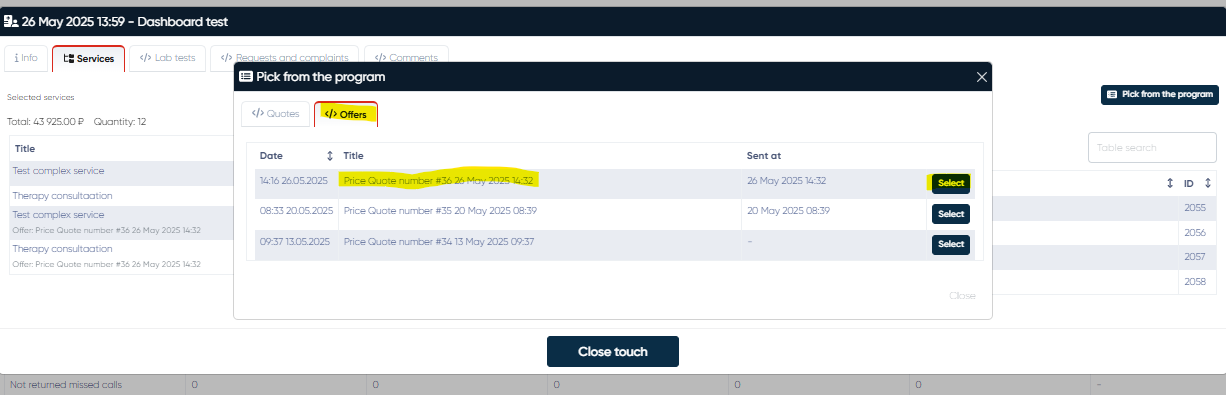 26 May 2025 13:59 - Dashboard test
Info
Services
</> Lab tests
</> Requests and complaints
</> Comments
Selected services
Total: 43 925.00 ₽ Quantity: 12
Pick from the program
Table search
Title
ID
Test complex service
2055
Therapy consultaation
2056
Test complex service
Offer: Price Quote number #36 26 May 2025 14:32
2057
Therapy consultaation
Offer: Price Quote number #36 26 May 2025 14:32
2058
Pick from the program
</> Quotes
</> Offers
Date Title Sent at
14:16 26.05.2025 Price Quote number #36 26 May 2025 14:32 26 May 2025 14:32 Select
08:33 20.05.2025 Price Quote number #35 20 May 2025 08:39 20 May 2025 08:39 Select
09:37 13.05.2025 Price Quote number #34 13 May 2025 09:37 - Select
Close
Close touch
Not returned missed calls 0 0 0 0 0 -